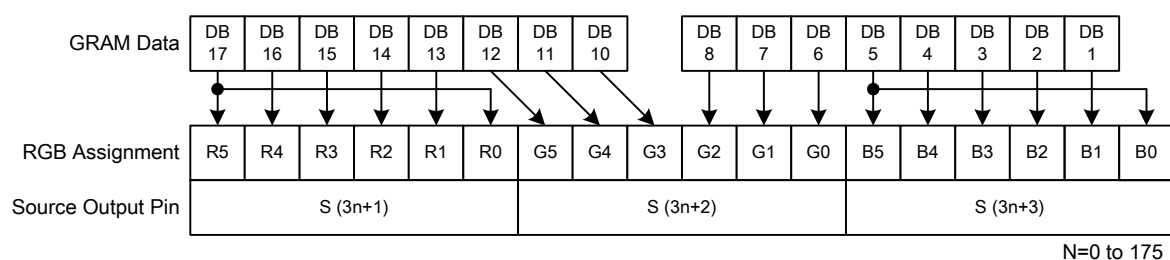 GRAM Data DB 17 DB 16 DB 15 DB 14 DB 13 DB 12 DB 11 DB 10 DB 8 DB 7 DB 6 DB 5 DB 4 DB 3 DB 2 DB 1
RGB Assignment R5 R4 R3 R2 R1 R0 G5 G4 G3 G2 G1 G0 B5 B4 B3 B2 B1 B0
Source Output Pin S (3n+1) S (3n+2) S (3n+3)
N=0 to 175